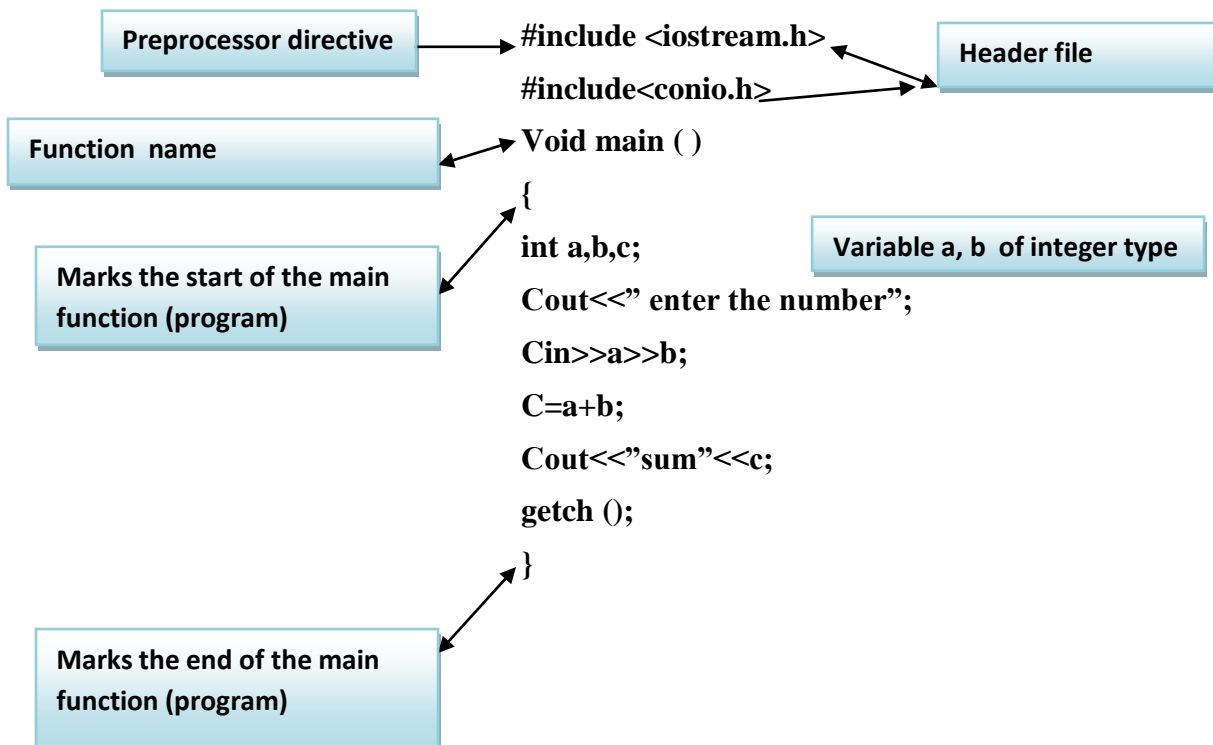 Preprocessor directive
#include <iostream.h>
Header file
#include<conio.h>
Function name
Void main ( )
{
Marks the start of the main
function (program)
int a,b,c;
Variable a, b of integer type
Cout<<” enter the number”;
Cin>>a>>b;
C=a+b;
Cout<<”sum”<<c;
getch ();
}
Marks the end of the main
function (program)